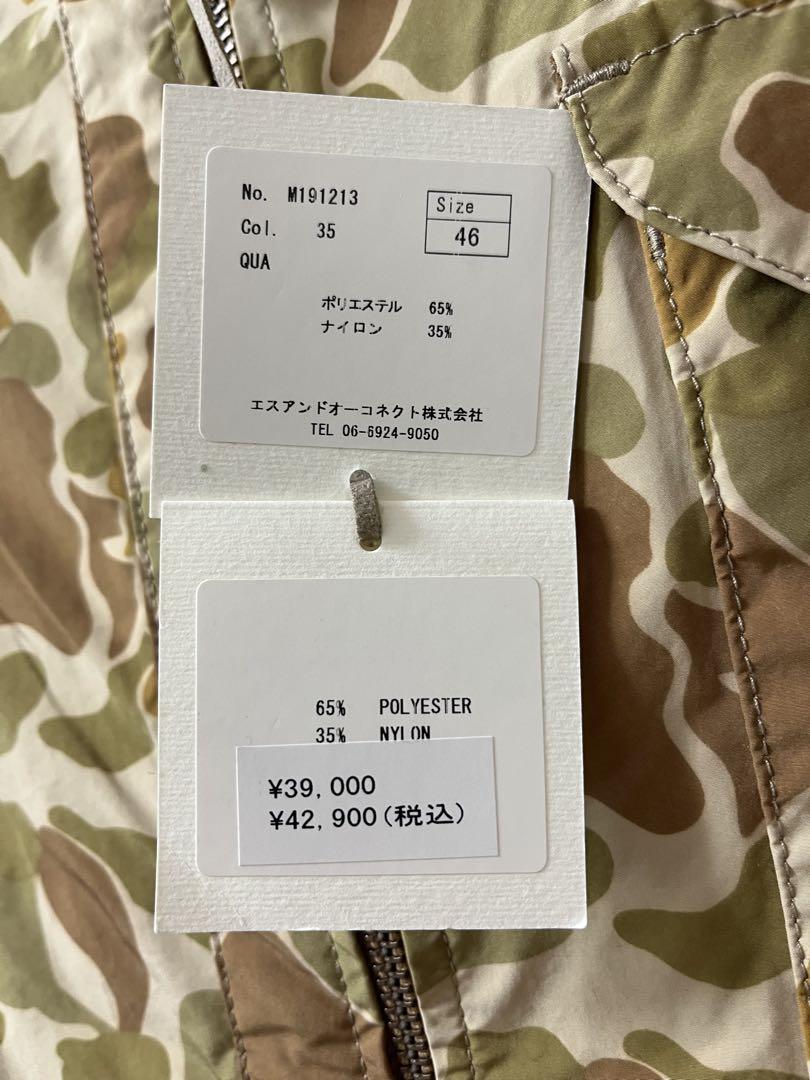 No. M191213
Size
Col. 35
46
QUA
ポリエステル 65%
ナイロン 35%
エスアンドオーコネクト株式会社
TEL 06-6924-9050
65% POLYESTER
35% NYLON
¥39,000
¥42,900(税込)